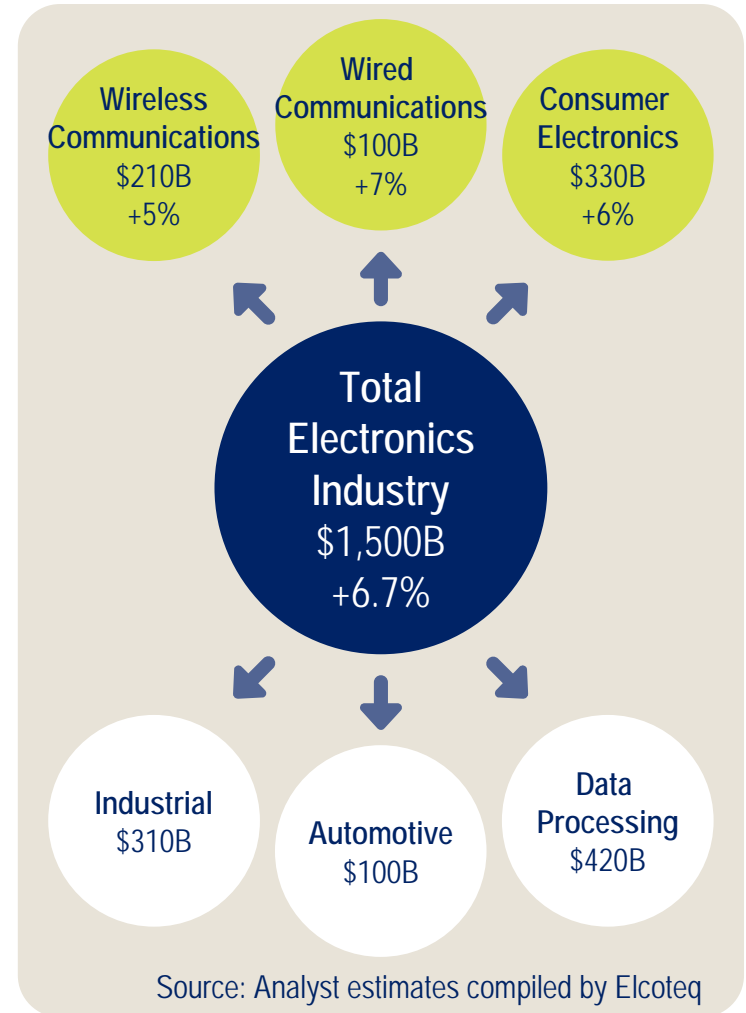 Wireless
Communications
$210B
+5%
Wired
Communications
$100B
+7%
Consumer
Electronics
$330B
+6%
Total
Electronics
Industry
$1,500B
+6.7%
Industrial
$310B
Automotive
$100B
Data
Processing
$420B
Source: Analyst estimates compiled by Elcoteq